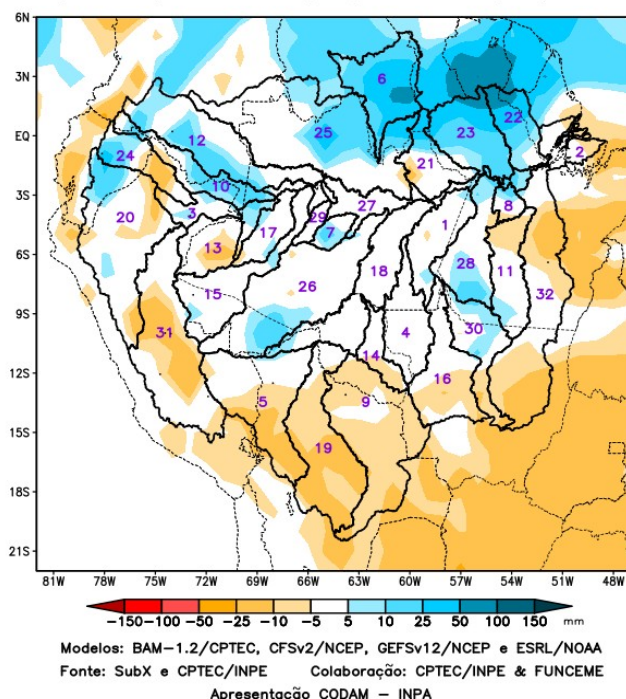 6N
3N
EQ
3S
6S
9S
12S
15S
18S
21S
6
12
25
23
22
24
21
2
10
20
3
29
27
8
17
7
1
13
28
18
11
26
15
32
31
30
4
14
16
5
9
19
81W 78W 75W 72W 69W 66W 63W 60W 57W 54W 51W 48W
-150 -100 -50 -25 -10 -5 5 10 25 50 100 150 mm
Modelos: BAM-1.2/CPTEC, CFSv2/NCEP, GEFSv12/NCEP e ESRL/NOAA
Fonte: SubX e CPTEC/INPE Colaboração: CPTEC/INPE & FUNCEME
Apresentação CODAM - INPA